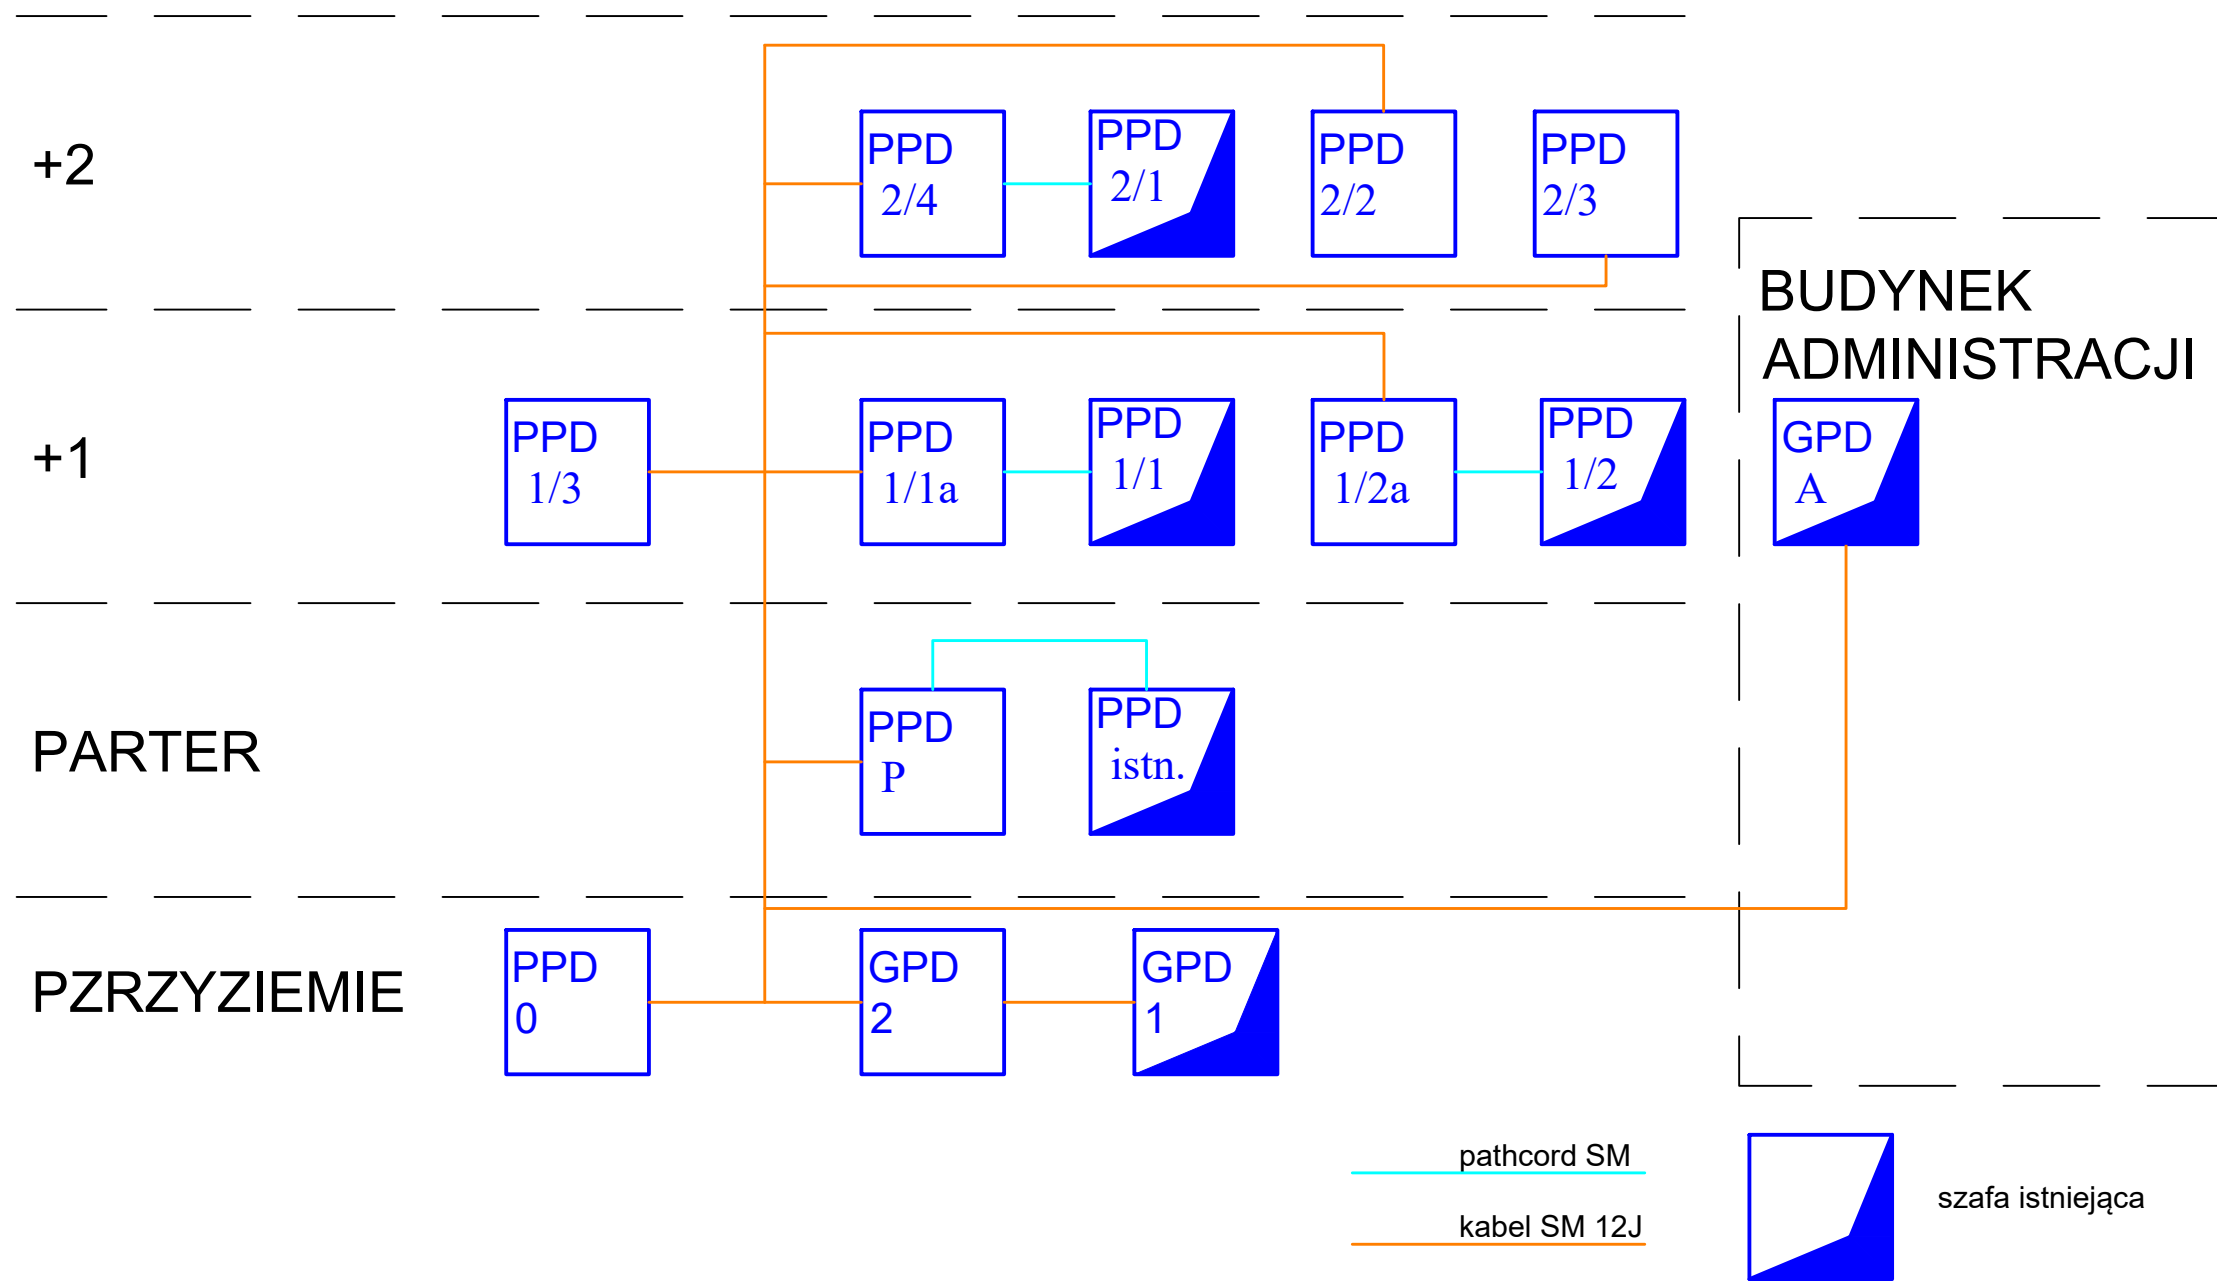 +2
PPD
2/4
PPD
2/1
PPD
2/2
PPD
2/3
BUDYNEK
ADMINISTRACJI
+1
PPD
1/3
PPD
1/1a
PPD
1/1
PPD
1/2a
PPD
1/2
GPD
A
PARTER
PPD
P
PPD
istn.
PZRZYZIEMIE
PPD
0
GPD
2
GPD
1
pathcord SM
kabel SM 12J
szafa istniejąca